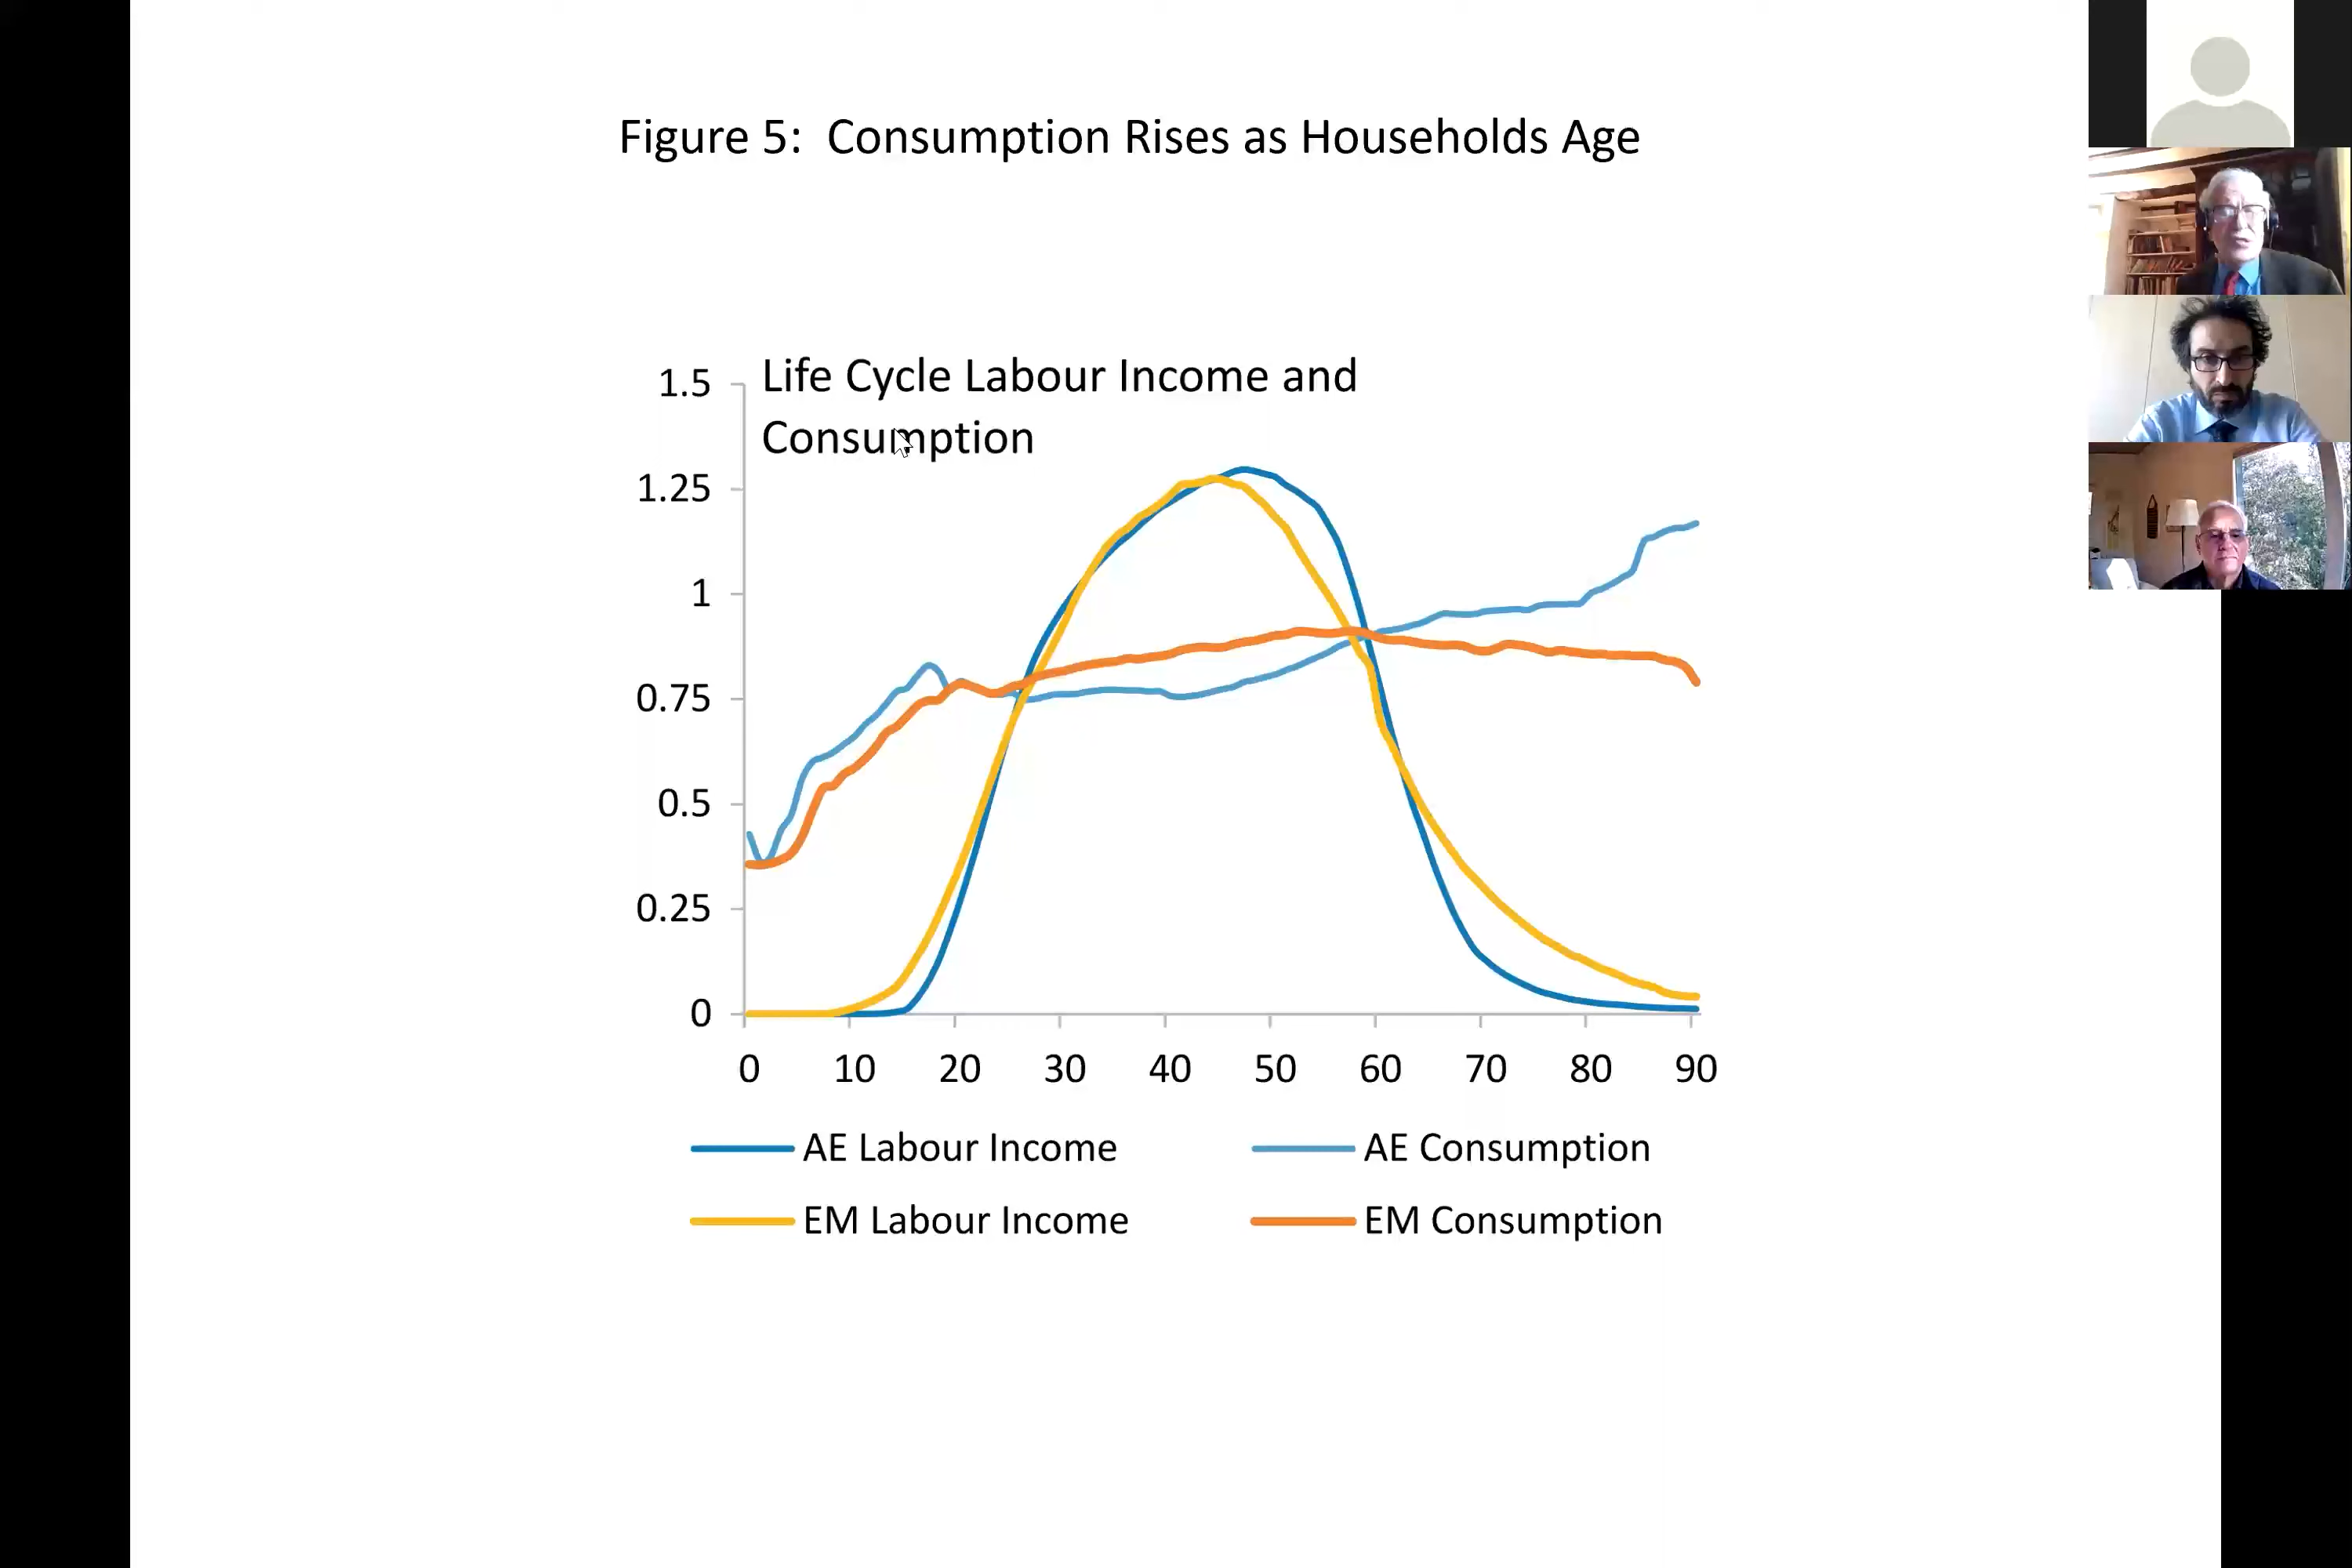 Figure 5:  Consumption Rises as Households Age
Life Cycle Labour Income and
Consumption
1.5
1.25
1
0.75
0.5
0.25
0
0 10 20 30 40 50 60 70 80 90
AE Labour Income
AE Consumption
EM Labour Income
EM Consumption